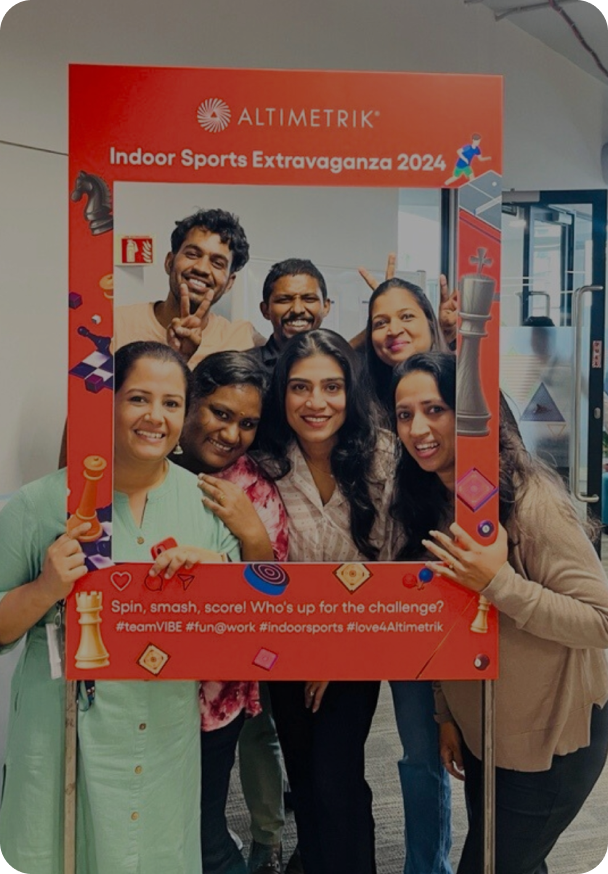 ALTIMETRIK®
Indoor Sports Extravaganza 2024
Spin, smash, score! Who's up for the challenge?
#teamVIBE #fun@work #indoorsports #love4Altimetrik